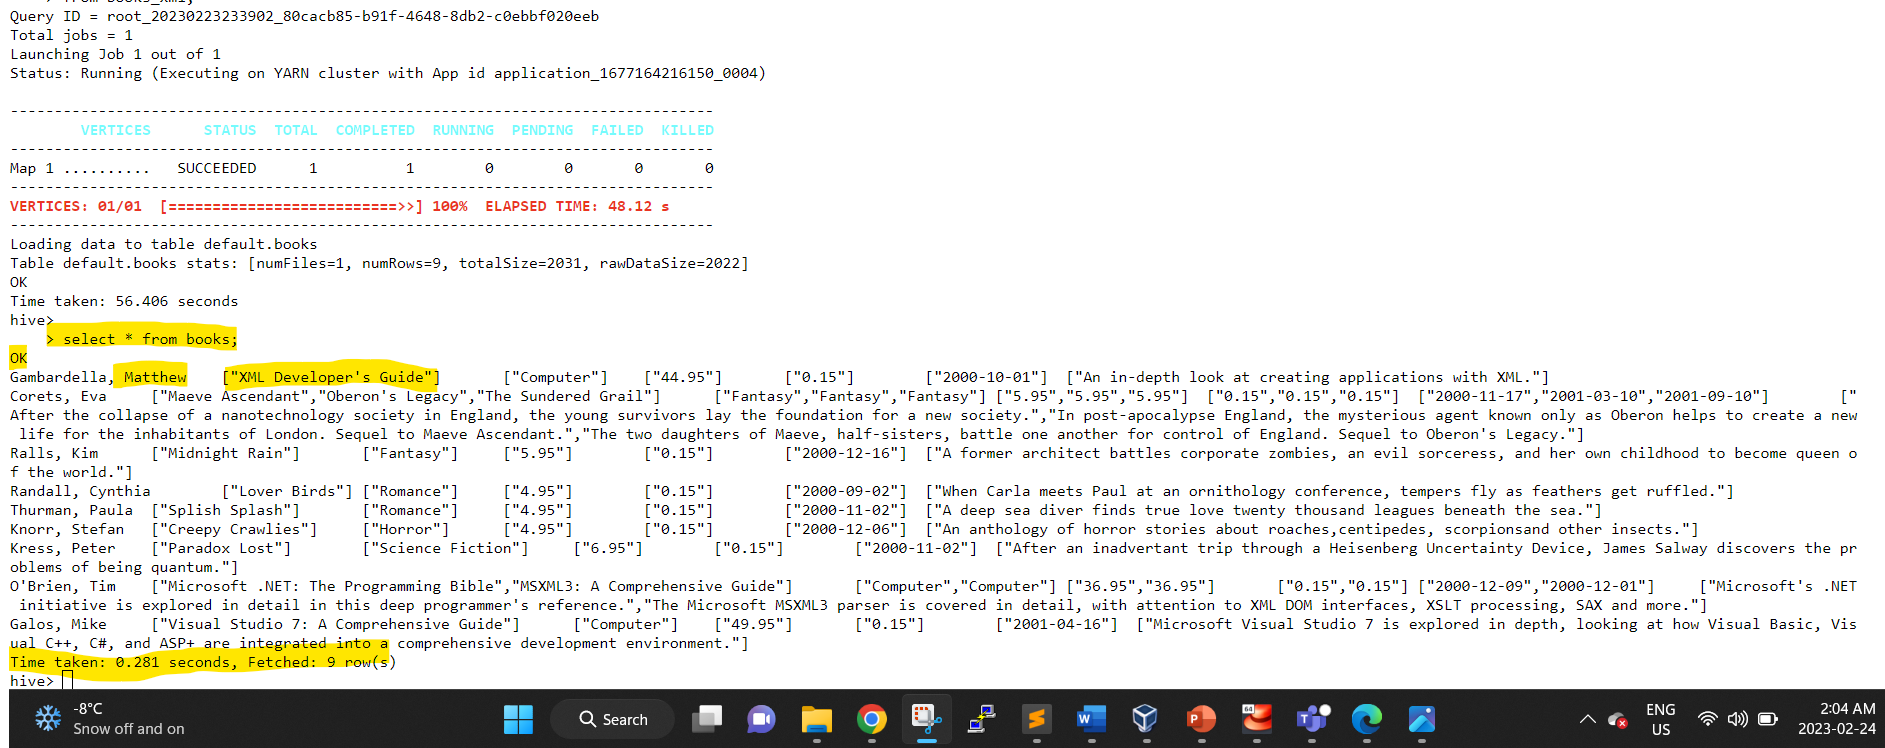 > from books_xml;
Query ID = root_20230223233902_80cacb85-b91f-4648-8db2-c0ebbf020eeb
Total jobs = 1
Launching Job 1 out of 1
Status: Running (Executing on YARN cluster with App id application_1677164216150_0004)
--------------------------------------------------------------------------------
VERTICES STATUS TOTAL COMPLETED RUNNING PENDING FAILED KILLED
--------------------------------------------------------------------------------
Map 1 .......... SUCCEEDED 1 1 0 0 0 0
--------------------------------------------------------------------------------
VERTICES: 01/01 [==========================>>] 100% ELAPSED TIME: 48.12 s
--------------------------------------------------------------------------------
Loading data to table default.books
Table default.books stats: [numFiles=1, numRows=9, totalSize=2031, rawDataSize=2022]
OK
Time taken: 56.406 seconds
hive>
> select * from books;
OK
Gambardella, Matthew ["XML Developer's Guide"] ["Computer"] ["44.95"] ["0.15"] ["2000-10-01"] ["An in-depth look at creating applications with XML."]
Corets, Eva ["Maeve Ascendant","Oberon's Legacy","The Sundered Grail"] ["Fantasy","Fantasy","Fantasy"] ["5.95","5.95","5.95"] ["0.15","0.15","0.15"] ["2000-11-17","2001-03-10","2001-09-10"] ["
After the collapse of a nanotechnology society in England, the young survivors lay the foundation for a new society.","In post-apocalypse England, the mysterious agent known only as Oberon helps to create a new
life for the inhabitants of London. Sequel to Maeve Ascendant.","The two daughters of Maeve, half-sisters, battle one another for control of England. Sequel to Oberon's Legacy."]
Ralls, Kim ["Midnight Rain"] ["Fantasy"] ["5.95"] ["0.15"] ["2000-12-16"] ["A former architect battles corporate zombies, an evil sorceress, and her own childhood to become queen o
f the world."]
Randall, Cynthia ["Lover Birds"] ["Romance"] ["4.95"] ["0.15"] ["2000-09-02"] ["When Carla meets Paul at an ornithology conference, tempers fly as feathers get ruffled."]
Thurman, Paula ["Splish Splash"] ["Romance"] ["4.95"] ["0.15"] ["2000-11-02"] ["A deep sea diver finds true love twenty thousand leagues beneath the sea."]
Knorr, Stefan ["Creepy Crawlies"] ["Horror"] ["4.95"] ["0.15"] ["2000-12-06"] ["An anthology of horror stories about roaches,centipedes, scorpionsand other insects."]
Kress, Peter ["Paradox Lost"] ["Science Fiction"] ["6.95"] ["0.15"] ["2000-11-02"] ["After an inadvertant trip through a Heisenberg Uncertainty Device, James Salway discovers the pr
oblems of being quantum."]
O'Brien, Tim ["Microsoft .NET: The Programming Bible","MSXML3: A Comprehensive Guide"] ["Computer","Computer"] ["36.95","36.95"] ["0.15","0.15"] ["2000-12-09","2000-12-01"] ["Microsoft's .NET
initiative is explored in detail in this deep programmer's reference.","The Microsoft MSXML3 parser is covered in detail, with attention to XML DOM interfaces, XSLT processing, SAX and more."]
Galos, Mike ["Visual Studio 7: A Comprehensive Guide"] ["Computer"] ["49.95"] ["0.15"] ["2001-04-16"] ["Microsoft Visual Studio 7 is explored in depth, looking at how Visual Basic, Vis
ual C++, C#, and ASP+ are integrated into a comprehensive development environment."]
Time taken: 0.281 seconds, Fetched: 9 row(s)
hive>
-8°C
Snow off and on
Search
64
ENG
US
2:04 AM
2023-02-24